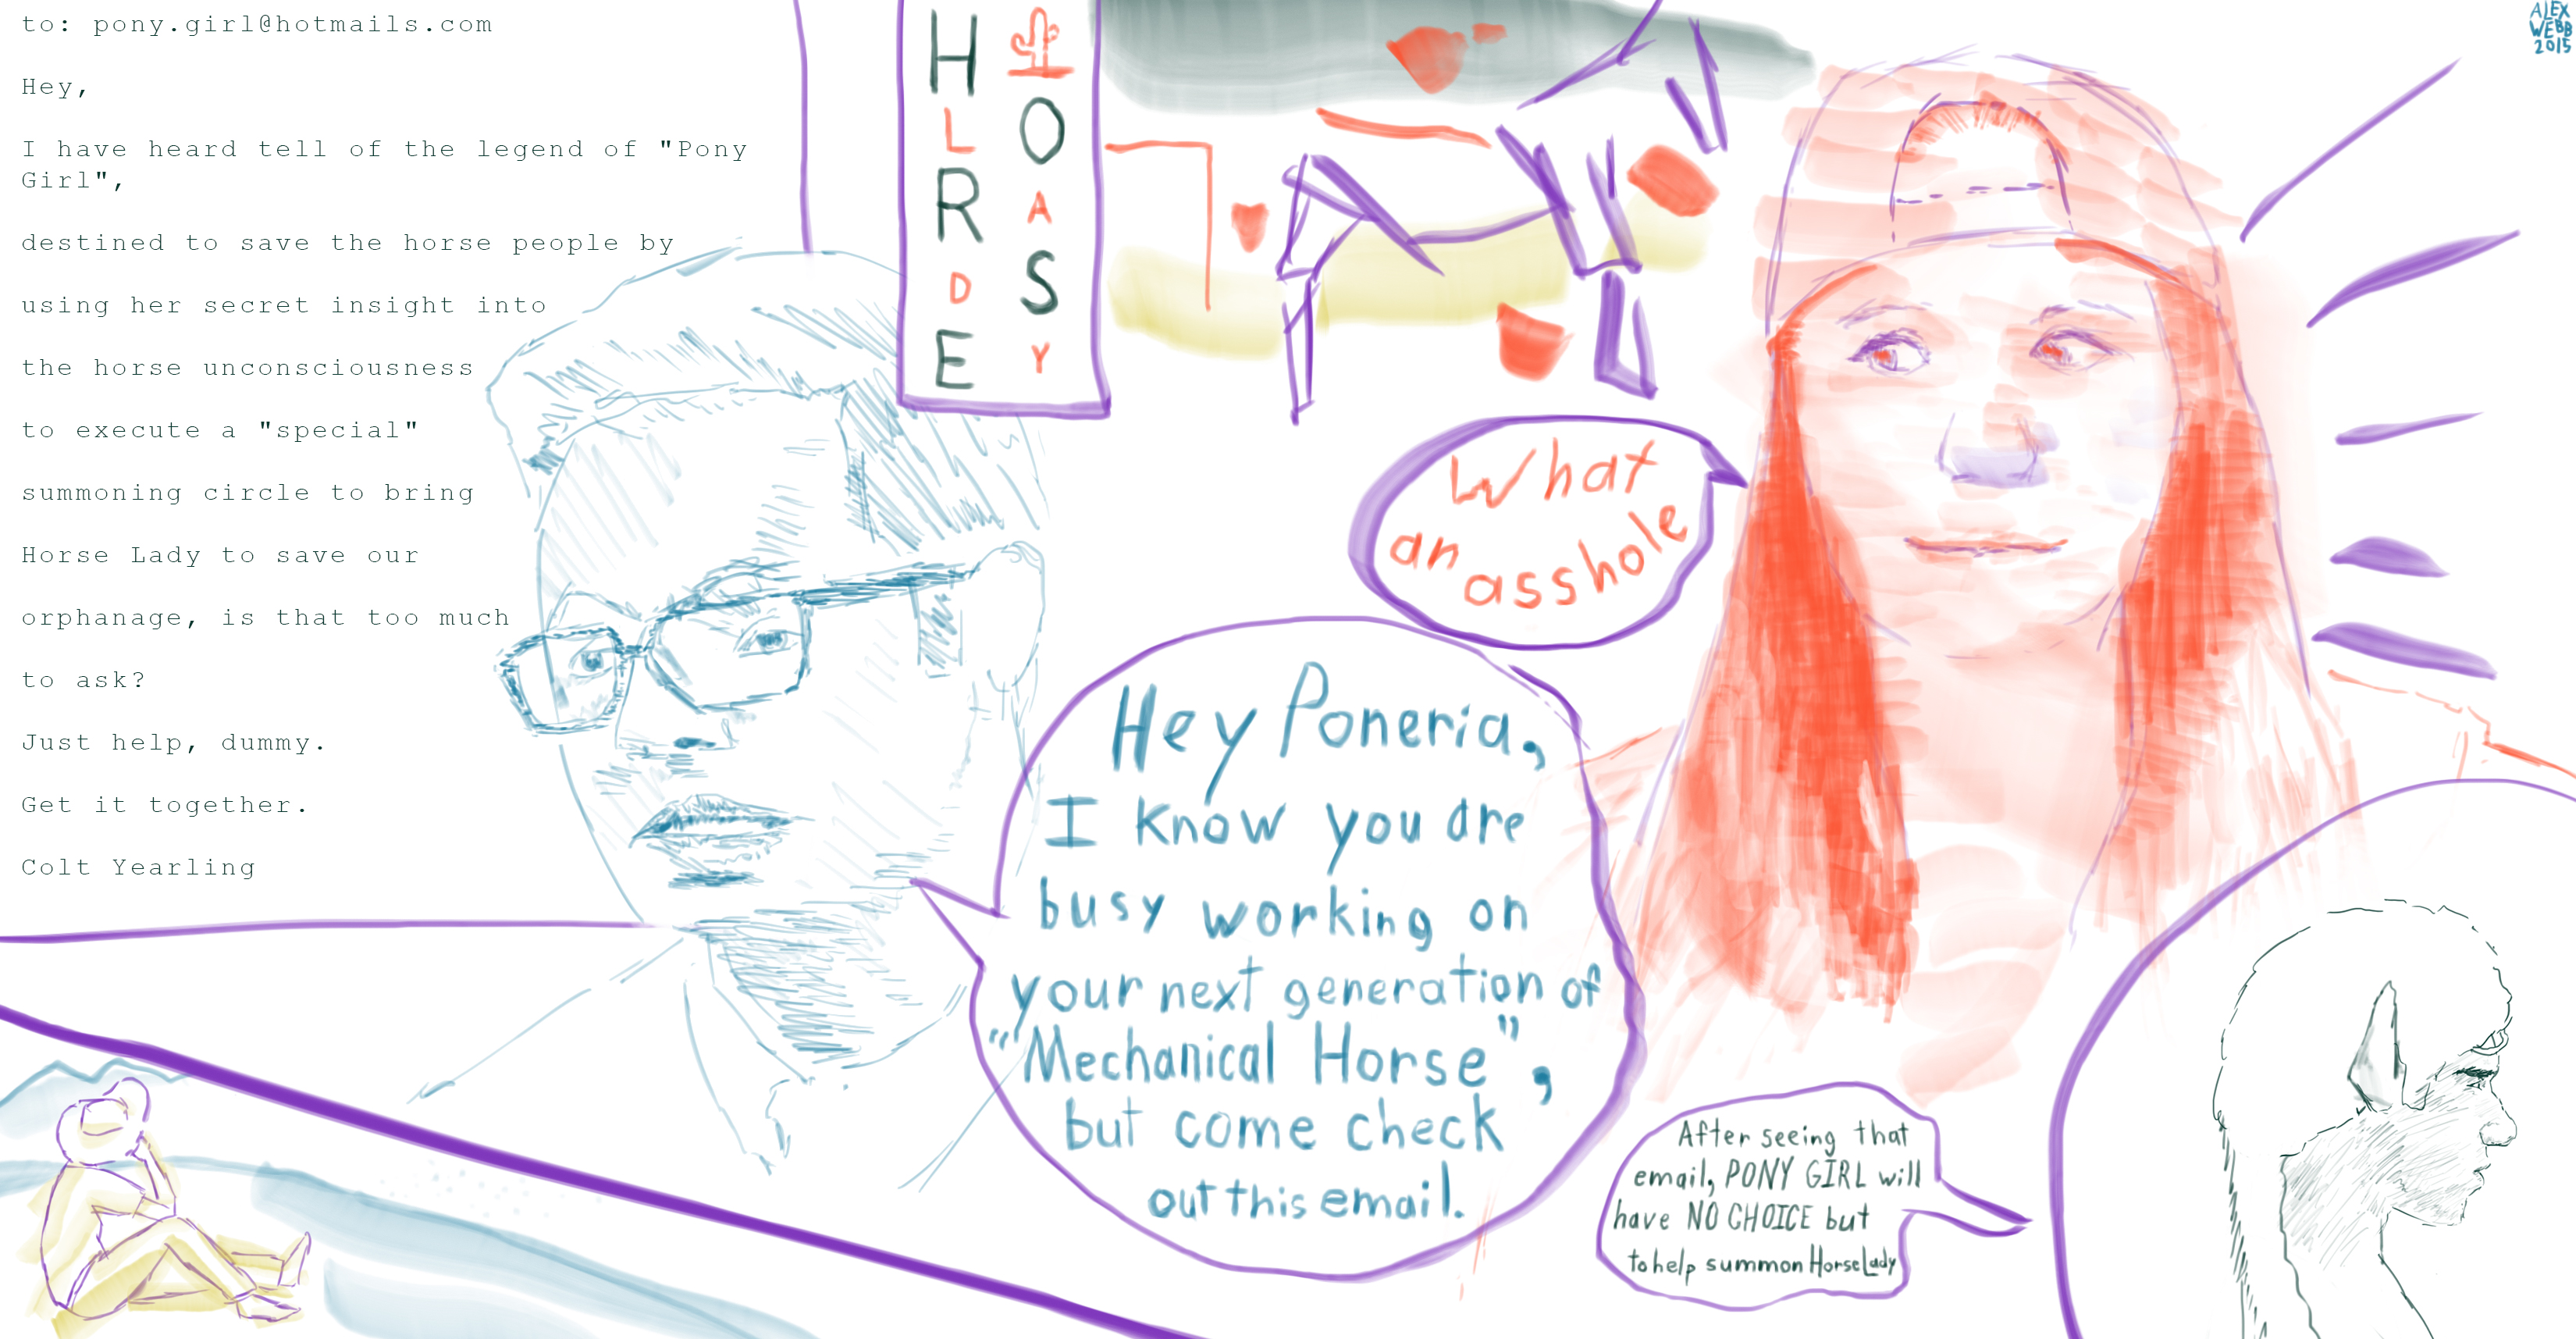 to: pony.girl@hotmails.com
Hey,
I have heard tell of the legend of "Pony
Girl",
destined to save the horse people by
using her secret insight into
the horse unconsciousness
to execute a "special"
summoning circle to bring
Horse Lady to save our
orphanage, is that too much
to ask?
Just help, dummy.
Get it together.
Colt Yearling
HLRDE
OASY
ALEX
WEBB
2015
What
an asshole
Hey Poneria,
I know you are
busy working on
your next generation of
"Mechanical Horse",
but come check
out this email.
After seeing that
email, PONY GIRL will
have NO CHOICE but
to help summon Horse Lady